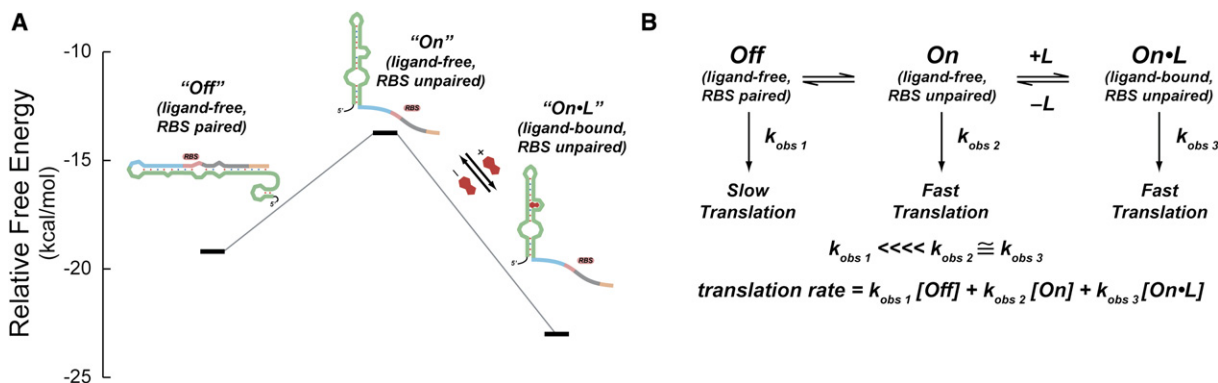 A
Relative Free Energy
(kcal/mol)
-10
-15
-20
-25
"Off"
(ligand-free,
RBS paired)
RBS
5'
"On"
(ligand-free,
RBS unpaired)
RBS
5'
+
−
"On•L"
(ligand-bound,
RBS unpaired)
RBS
5'
B
Off
(ligand-free,
RBS paired)
On
(ligand-free,
RBS unpaired)
+L
−L
On•L
(ligand-bound,
RBS unpaired)
k obs 1
k obs 2
k obs 3
Slow
Translation
Fast
Translation
Fast
Translation
k obs 1 <<<< k obs 2 ≅ k obs 3
translation rate = k obs 1 [Off] + k obs 2 [On] + k obs 3 [On•L]